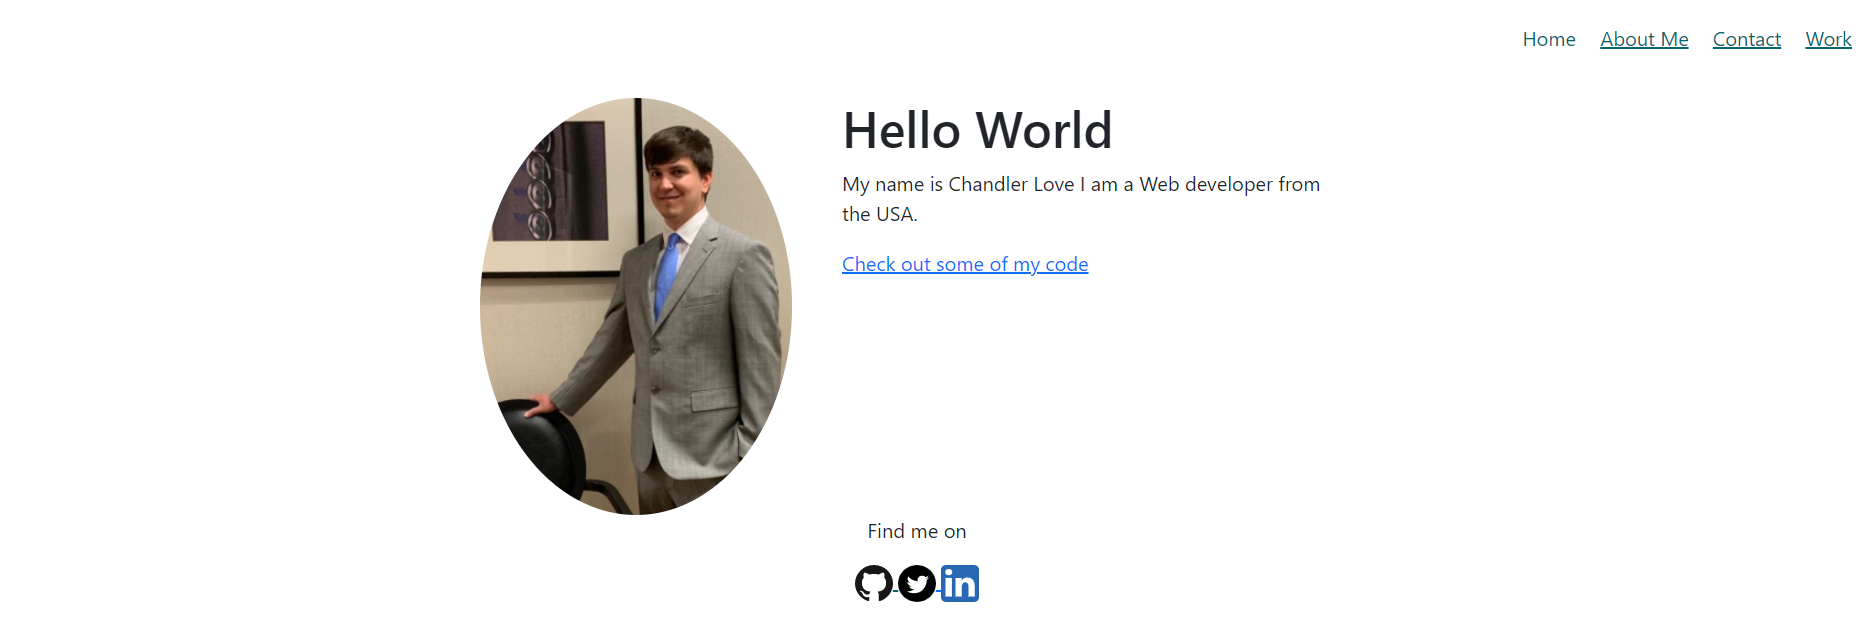 Home About Me Contact Work
Hello World
My name is Chandler Love I am a Web developer from
the USA.
Check out some of my code
Find me on
in